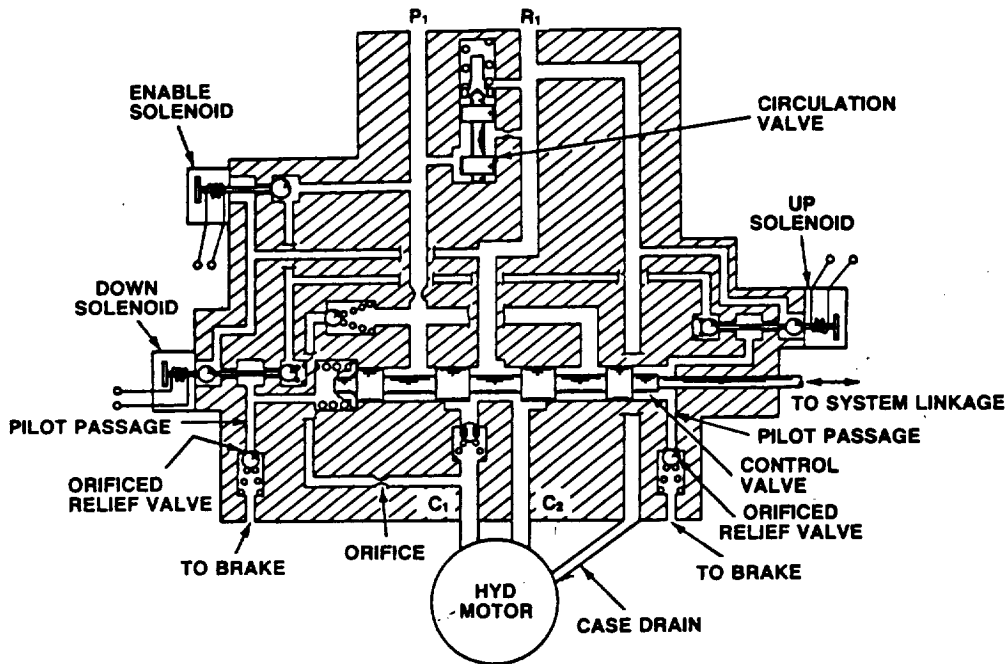 P₁
R₁
ENABLE
SOLENOID
CIRCULATION
VALVE
UP
SOLENOID
DOWN
SOLENOID
TO SYSTEM LINKAGE
PILOT PASSAGE
PILOT PASSAGE
CONTROL
VALVE
ORIFICED
RELIEF VALVE
ORIFICED
RELIEF VALVE
C₁
C₂
ORIFICE
TO BRAKE
TO BRAKE
HYD
MOTOR
CASE DRAIN